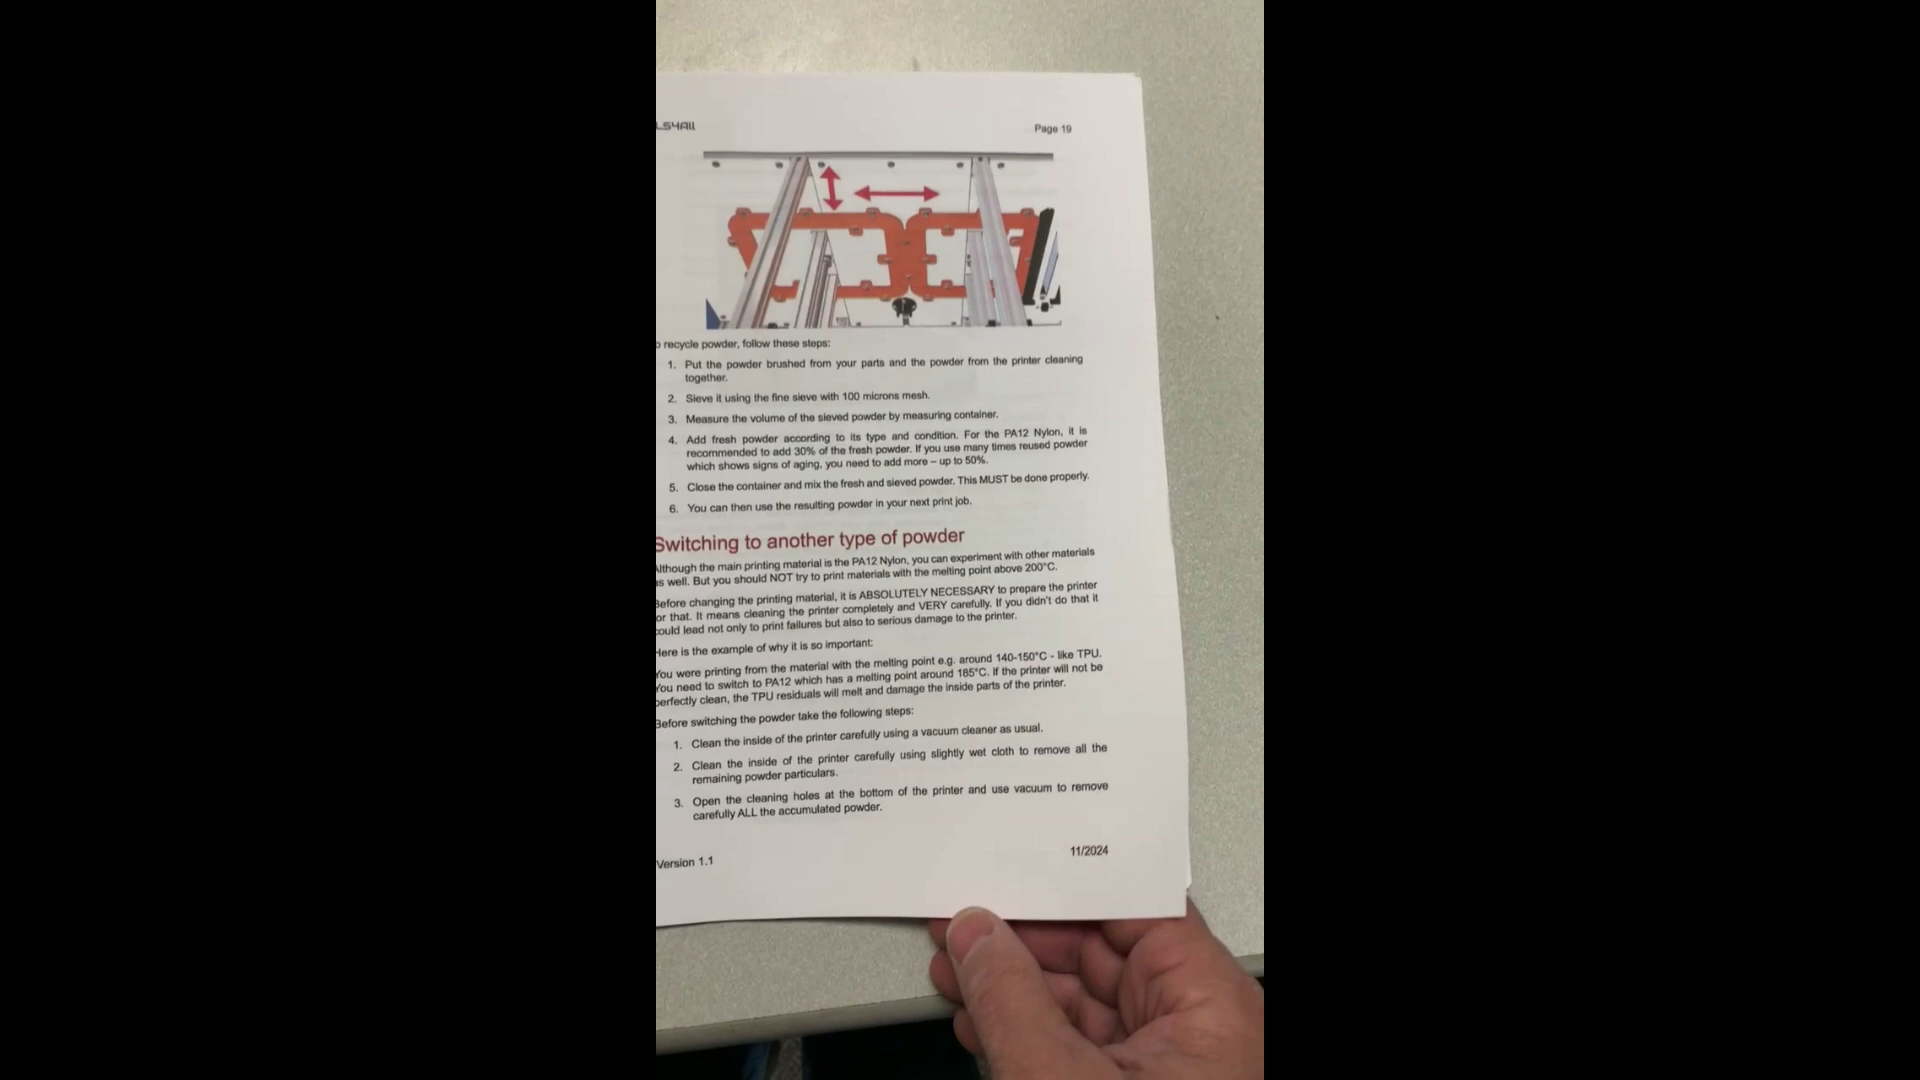 LS4All
Page 19
o recycle powder, follow these steps:
1. Put the powder brushed from your parts and the powder from the printer cleaning
together.
2. Sieve it using the fine sieve with 100 microns mesh.
3. Measure the volume of the sieved powder by measuring container.
4. Add fresh powder according to its type and condition. For the PA12 Nylon, it is
recommended to add 30% of the fresh powder. If you use many times reused powder
which shows signs of aging, you need to add more – up to 50%.
5. Close the container and mix the fresh and sieved powder. This MUST be done properly.
6. You can then use the resulting powder in your next print job.
Switching to another type of powder
lthough the main printing material is the PA12 Nylon, you can experiment with other materials
s well. But you should NOT try to print materials with the melting point above 200°C.
Before changing the printing material, it is ABSOLUTELY NECESSARY to prepare the printer
or that. It means cleaning the printer completely and VERY carefully. If you didn't do that it
ould lead not only to print failures but also to serious damage to the printer.
Here is the example of why it is so important:
You were printing from the material with the melting point e.g. around 140-150°C - like TPU.
You need to switch to PA12 which has a melting point around 185°C. If the printer will not be
perfectly clean, the TPU residuals will melt and damage the inside parts of the printer.
Before switching the powder take the following steps:
1. Clean the inside of the printer carefully using a vacuum cleaner as usual.
2. Clean the inside of the printer carefully using slightly wet cloth to remove all the
remaining powder particulars.
3. Open the cleaning holes at the bottom of the printer and use vacuum to remove
carefully ALL the accumulated powder.
Version 1.1
11/2024